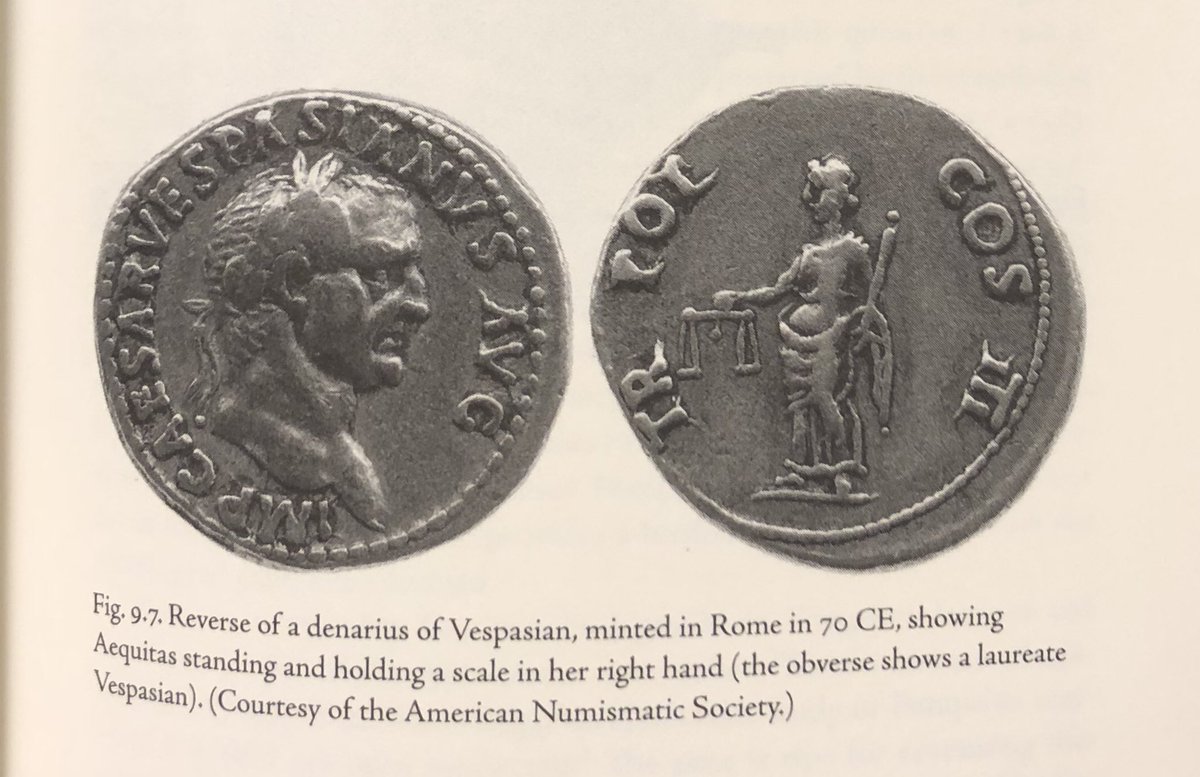 IMP CAESAR VESPASIANVS AVG
TR POT
COS III
Fig. 9.7. Reverse of a denarius of Vespasian, minted in Rome in 70 CE, showing
Aequitas standing and holding a scale in her right hand (the obverse shows a laureate
Vespasian). (Courtesy of the American Numismatic Society.)